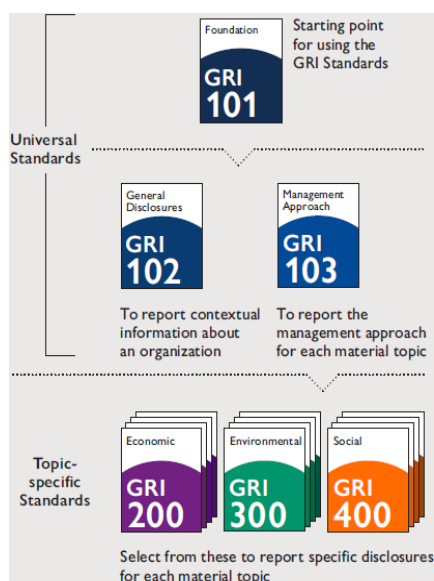 Foundation
GRI
101
Starting point
for using the
GRI Standards
Universal
Standards
General
Disclosures
GRI
102
Management
Approach
GRI
103
To report contextual
information about
an organization
To report the
management approach
for each material topic
Topic-
specific
Standards
Economic
GRI
200
Environmental
GRI
300
Social
GRI
400
Select from these to report specific disclosures
for each material topic